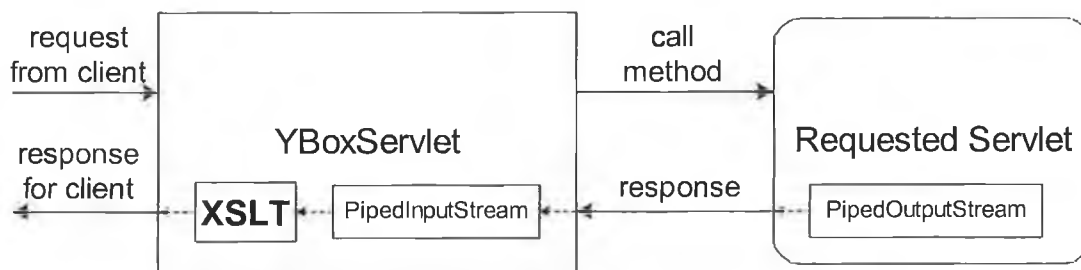 request
from client
call
method
YBoxServlet
Requested Servlet
response
for client
response
XSLT
PipedInputStream
PipedOutputStream